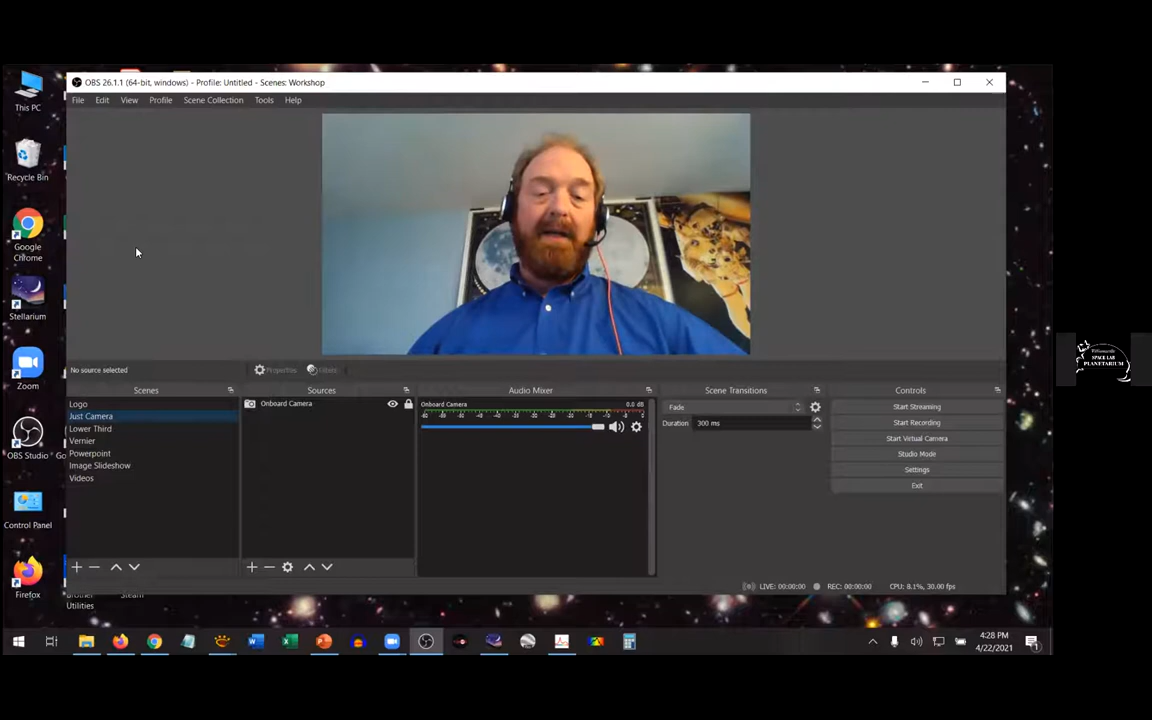 OBS 26.1.1 (64-bit, windows) - Profile: Untitled - Scenes: Workshop
File Edit View Profile Scene Collection Tools Help
This PC
Recycle Bin
Google
Chrome
Stellarium
Zoom
OBS Studio Go
Control Panel
Firefox
Utilities
No source selected
Properties
Filters
Scenes
Logo
Just Camera
Lower Third
Vernier
Powerpoint
Image Slideshow
Videos
Sources
Onboard Camera
Audio Mixer
Onboard Camera 0.0 dB
Scene Transitions
Fade
Duration 300 ms
Controls
Start Streaming
Start Recording
Start Virtual Camera
Studio Mode
Settings
Exit
LIVE: 00:00:00 REC: 00:00:00 CPU: 8.1%, 30.00 fps
4:28 PM
4/22/2021
SPACE LAB
PLANETARIUM